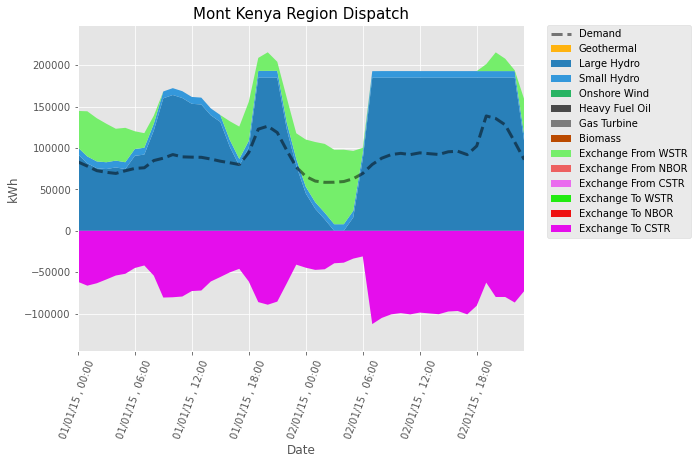 Mont Kenya Region Dispatch
kWh
200000
150000
100000
50000
0
−50000
−100000
01/01/15 , 00:00
01/01/15 , 06:00
01/01/15 , 12:00
01/01/15 , 18:00
02/01/15 , 00:00
02/01/15 , 06:00
02/01/15 , 12:00
02/01/15 , 18:00
Date
Demand
Geothermal
Large Hydro
Small Hydro
Onshore Wind
Heavy Fuel Oil
Gas Turbine
Biomass
Exchange From WSTR
Exchange From NBOR
Exchange From CSTR
Exchange To WSTR
Exchange To NBOR
Exchange To CSTR